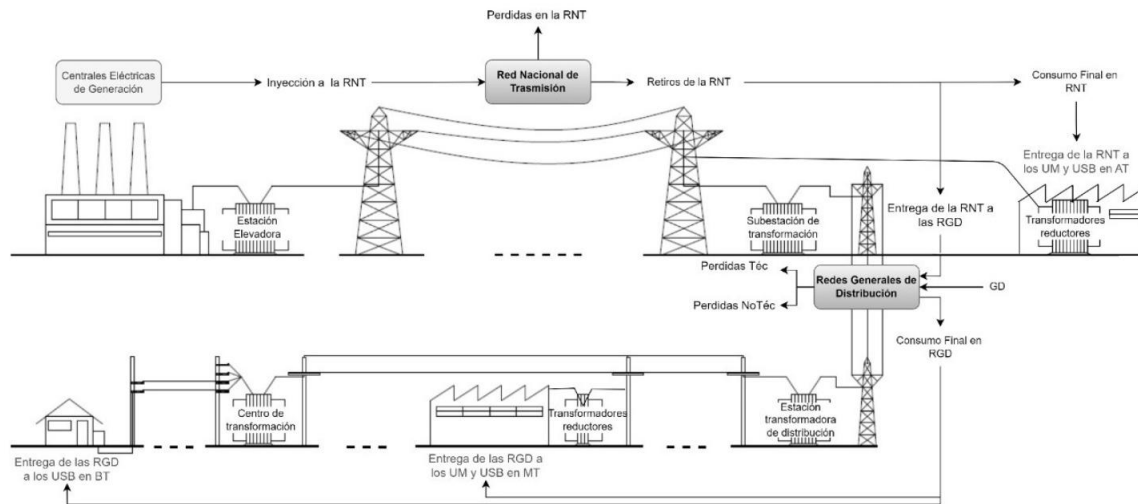 Perdidas en la RNT
Centrales Eléctricas
de Generación
Inyección a la RNT
Red Nacional de
Trasmisión
Retiros de la RNT
Consumo Final en
RNT
Entrega de la RNT a
los UM y USB en AT
Estación
Elevadora
Subestación de
transformación
Entrega de la RNT a
las RGD
Transformadores
reductores
Perdidas Téc
Perdidas NoTéc
Redes Generales de
Distribución
GD
Consumo Final en
RGD
Centro de
transformación
Transformadores
reductores
Estación
transformadora
de distribución
Entrega de las RGD
a los USB en BT
Entrega de las RGD a
los UM y USB en MT